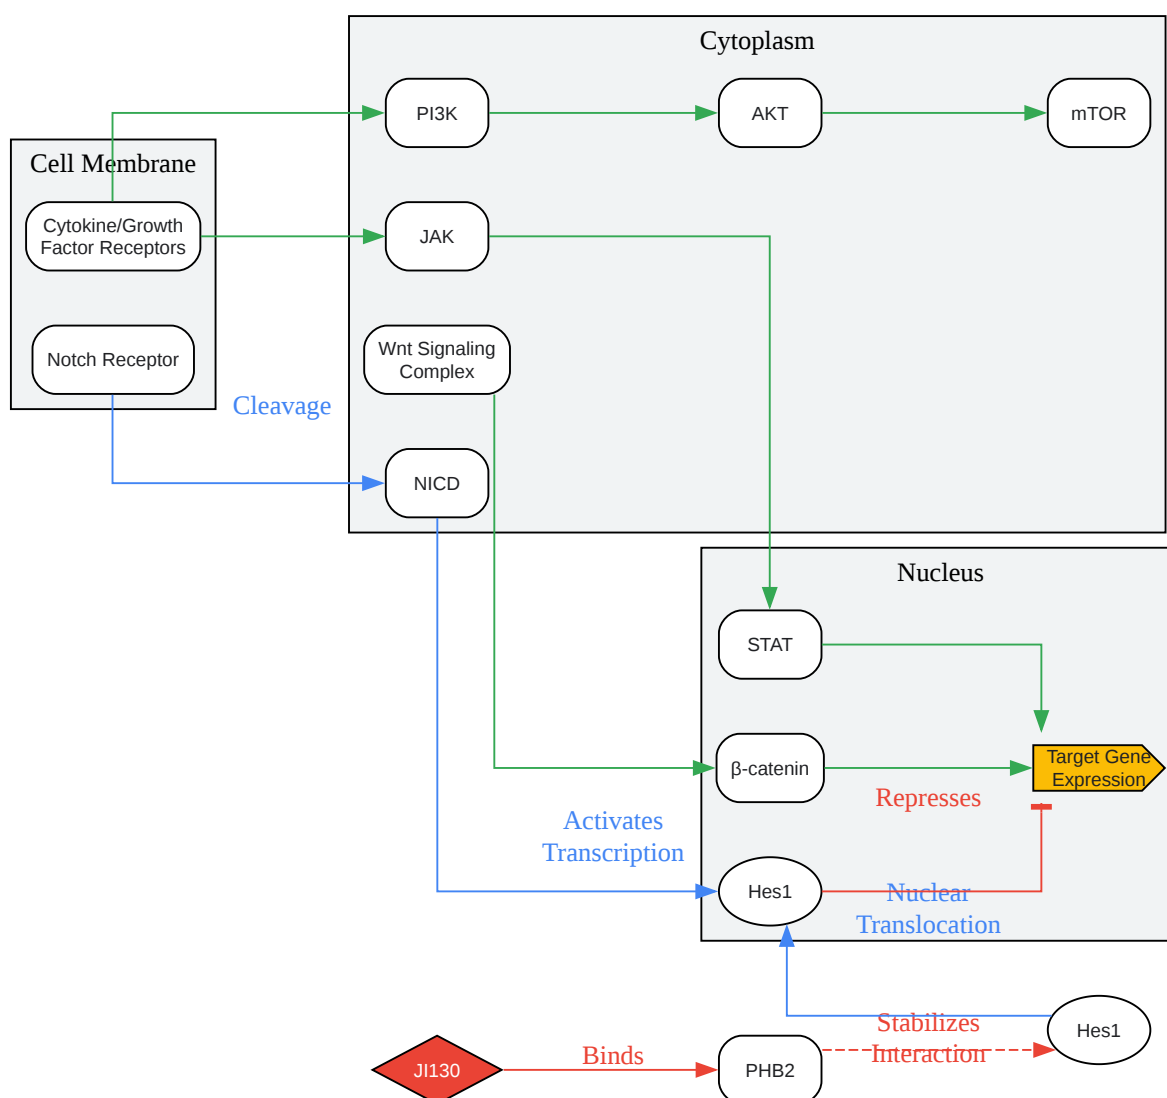 Cytoplasm
PI3K
AKT
mTOR
Cell Membrane
Cytokine/Growth
Factor Receptors
JAK
Wnt Signaling
Complex
Notch Receptor
Cleavage
NICD
Nucleus
STAT
β-catenin
Target Gene
Expression
Represses
Activates
Transcription
Hes1
Nuclear
Translocation
Stabilizes
Interaction
Hes1
JI130
Binds
PHB2